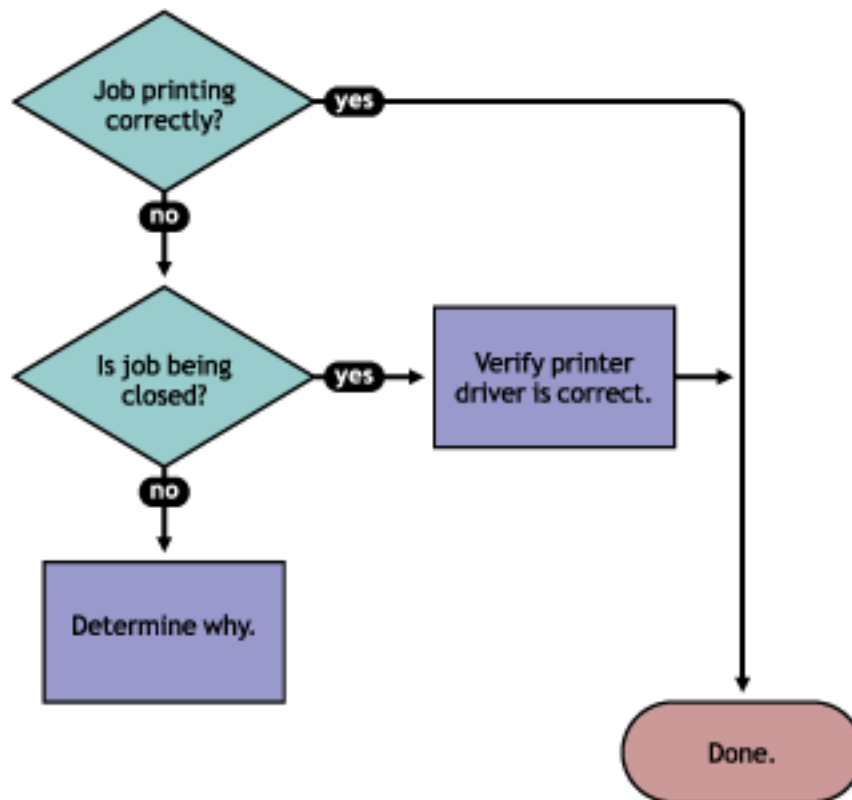 Job printing
correctly?
yes
no
Is job being
closed?
yes
Verify printer
driver is correct.
no
Determine why.
Done.